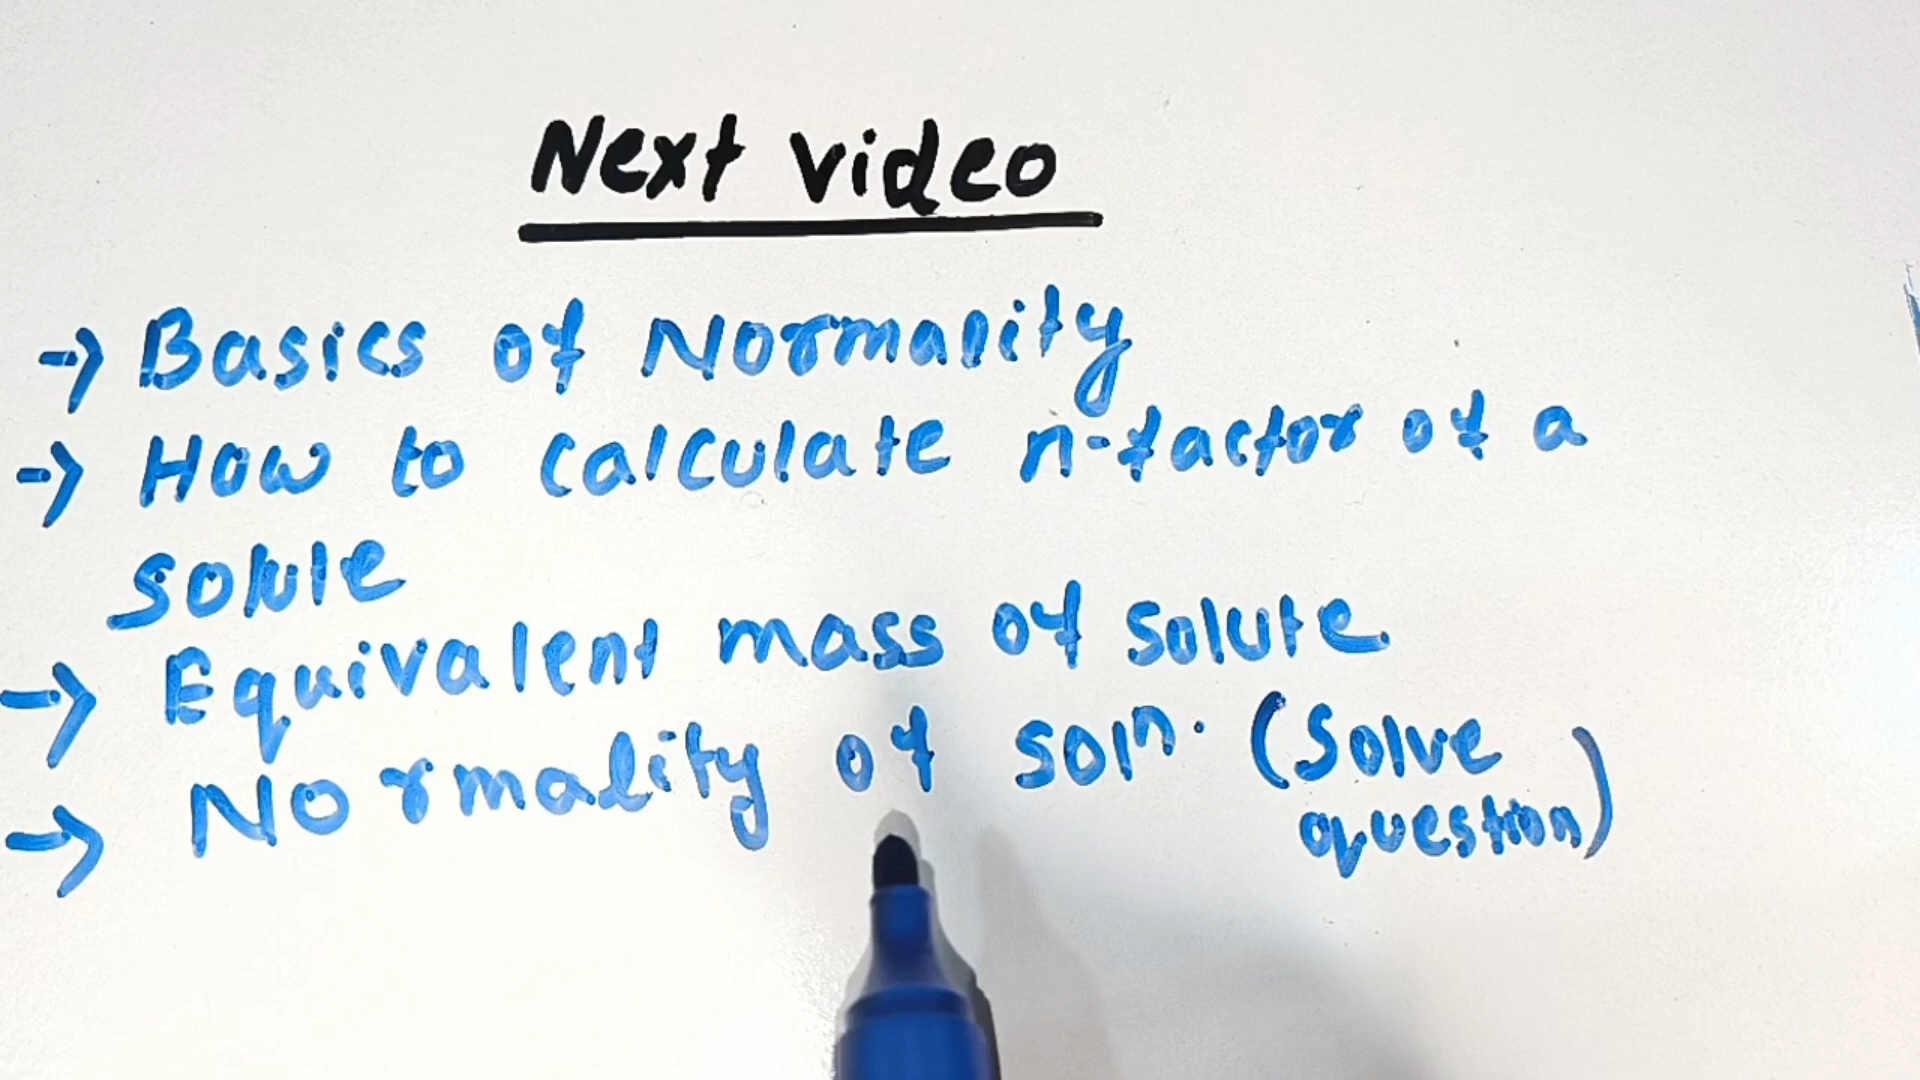 Next video
→ Basics of Normality
→ How to calculate n-factor of a
solute
→ Equivalent mass of solute
→ Normality of solⁿ. (Solve
question)